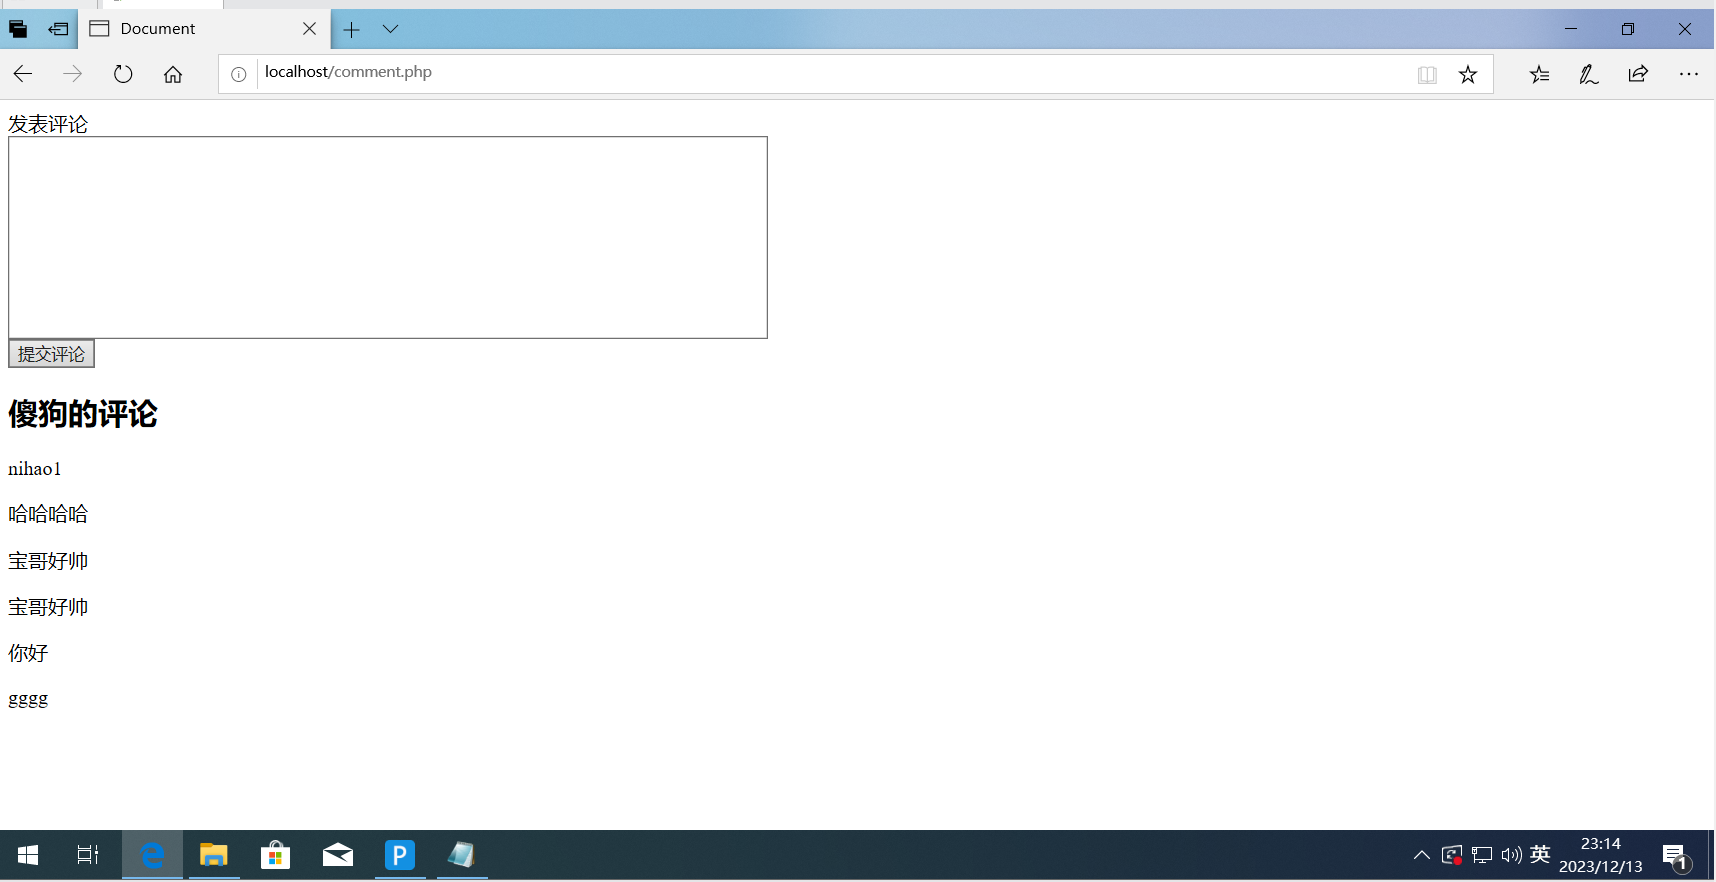 Document
localhost/comment.php
发表评论
提交评论
傻狗的评论
nihao1
哈哈哈哈
宝哥好帅
宝哥好帅
你好
gggg
P
英
23:14
2023/12/13
1